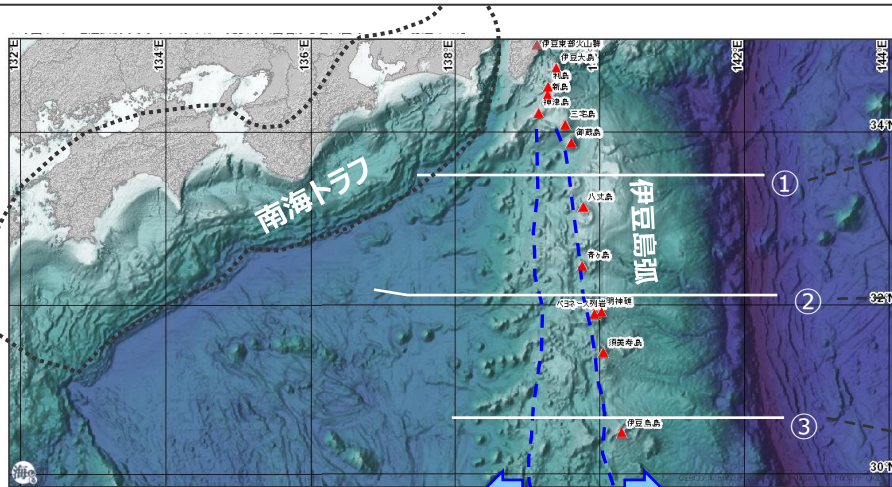 132°E
134°E
136°E
138°E
142°E
144°E
伊豆東部火山群
伊豆大島
利島
新島
神津島
三宅島
御蔵島
34°N
①
八丈島
南海トラフ
伊豆島弧
青ヶ島
32°N
②
ベヨネース列岩
明神礁
須美寿島
③
伊豆鳥島
30°N
海